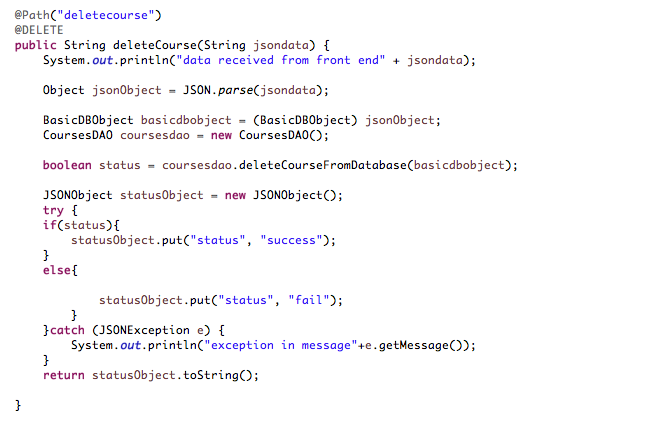 @Path("deletecourse")
@DELETE
public String deleteCourse(String jsondata) {
    System.out.println("data received from front end" + jsondata);

    Object jsonObject = JSON.parse(jsondata);

    BasicDBObject basicdbobject = (BasicDBObject) jsonObject;
    CoursesDAO coursesdao = new CoursesDAO();

    boolean status = coursesdao.deleteCourseFromDatabase(basicdbobject);

    JSONObject statusObject = new JSONObject();
    try {
    if(status){
        statusObject.put("status", "success");
    }
    else{

            statusObject.put("status", "fail");
        }
    }catch (JSONException e) {
        System.out.println("exception in message"+e.getMessage());
    }
    return statusObject.toString();

}